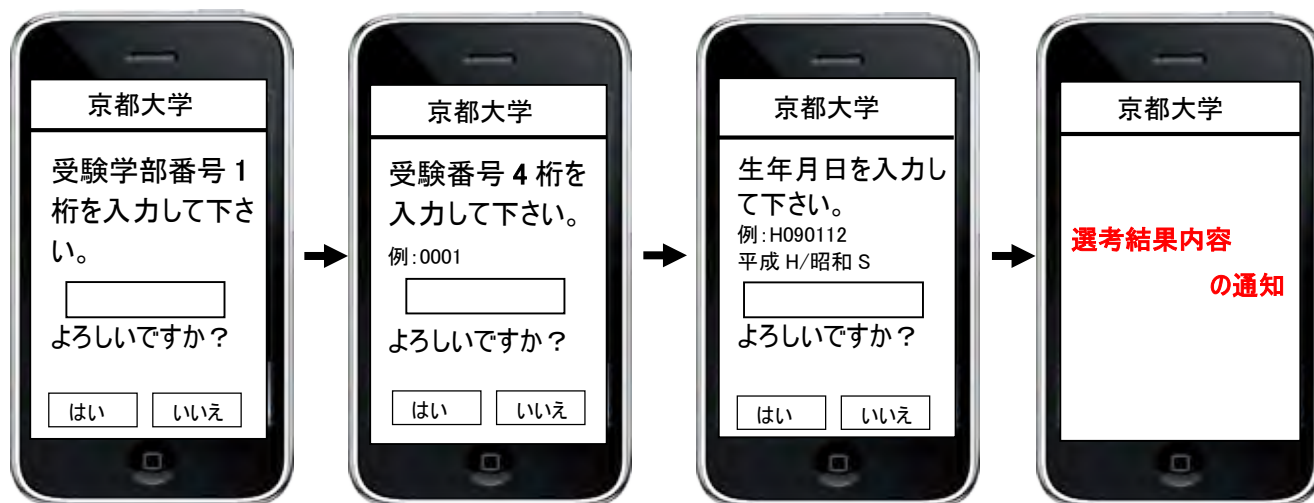 京都大学
受験学部番号 1
桁を入力して下さ
い。
よろしいですか？
はい
いいえ
京都大学
受験番号 4 桁を
入力して下さい。
例：0001
よろしいですか？
はい
いいえ
京都大学
生年月日を入力し
て下さい。
例：H090112
平成 H/昭和 S
よろしいですか？
はい
いいえ
京都大学
選考結果内容
の通知